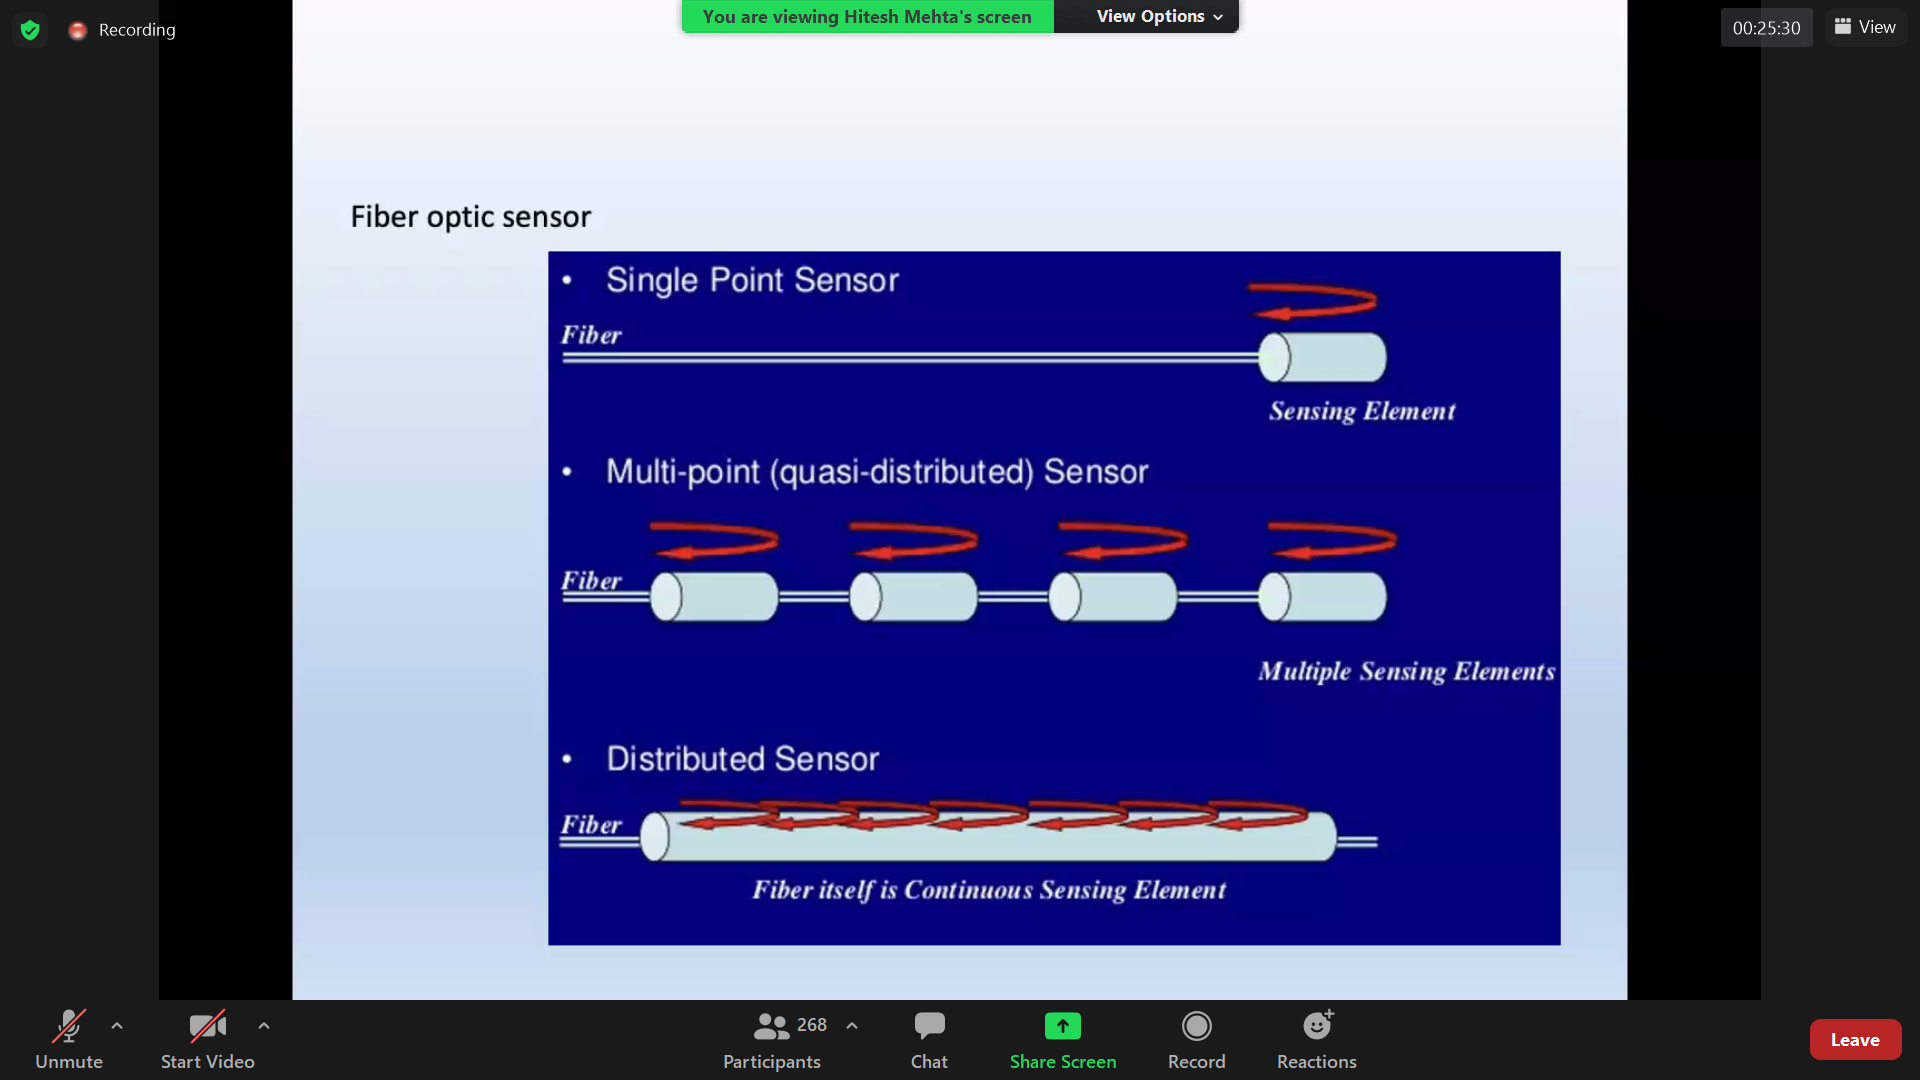 You are viewing Hitesh Mehta's screen
View Options
Recording
00:25:30
View
Fiber optic sensor
• Single Point Sensor
Fiber
Sensing Element
• Multi-point (quasi-distributed) Sensor
Fiber
Multiple Sensing Elements
• Distributed Sensor
Fiber
Fiber itself is Continuous Sensing Element
Unmute
Start Video
268
Participants
Chat
Share Screen
Record
Reactions
Leave